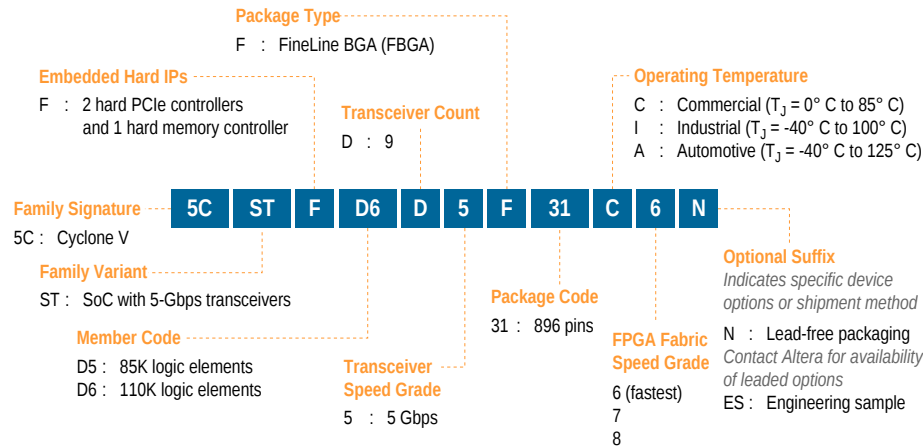 Package Type
F : FineLine BGA (FBGA)
Embedded Hard IPs
F : 2 hard PCIe controllers
and 1 hard memory controller
Transceiver Count
D : 9
Operating Temperature
C : Commercial (TJ = 0° C to 85° C)
I : Industrial (TJ = -40° C to 100° C)
A : Automotive (TJ = -40° C to 125° C)
5C ST F D6 D 5 F 31 C 6 N
Family Signature
5C : Cyclone V
Family Variant
ST : SoC with 5-Gbps transceivers
Member Code
D5 : 85K logic elements
D6 : 110K logic elements
Transceiver
Speed Grade
5 : 5 Gbps
Package Code
31 : 896 pins
FPGA Fabric
Speed Grade
6 (fastest)
7
8
Optional Suffix
Indicates specific device
options or shipment method
N : Lead-free packaging
Contact Altera for availability
of leaded options
ES : Engineering sample